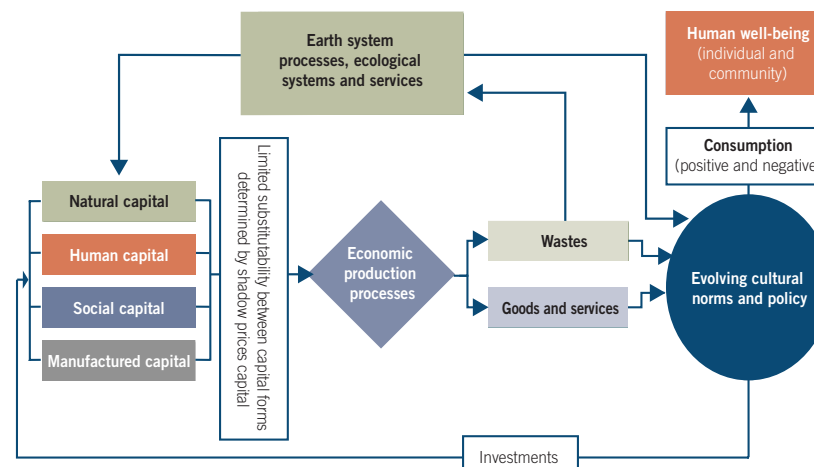 Earth system
processes, ecological
systems and services
Human well-being
(individual and
community)
Consumption
(positive and negative
Natural capital
Human capital
Social capital
Manufactured capital
Limited substitutability between capital forms
determined by shadow prices capital
Economic
production
processes
Wastes
Goods and services
Evolving cultural
norms and policy
Investments